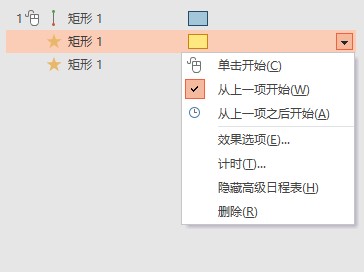 1 矩形 1
矩形 1
矩形 1
单击开始(C)
从上一项开始(W)
从上一项之后开始(A)
效果选项(E)...
计时(T)...
隐藏高级日程表(H)
删除(R)